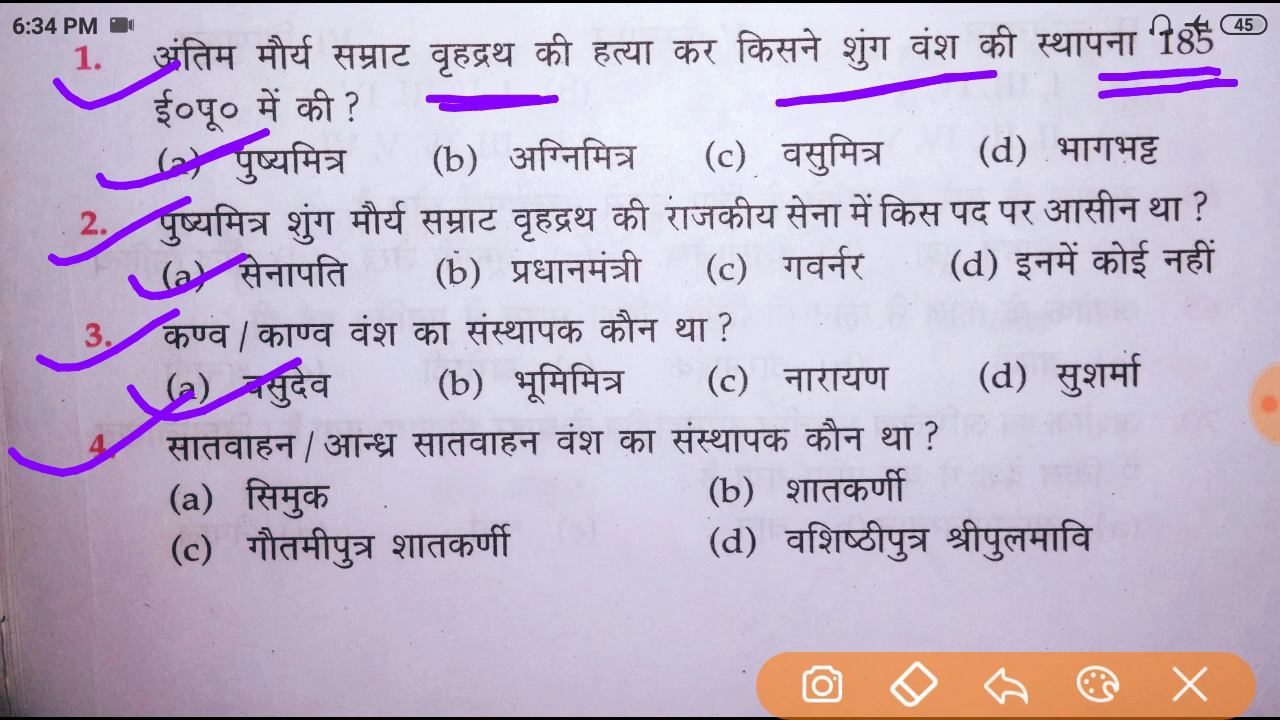 6:34 PM 45
1. अंतिम मौर्य सम्राट वृहद्रथ की हत्या कर किसने शुंग वंश की स्थापना 185
ई०पू० में की ?
(a) पुष्यमित्र (b) अग्निमित्र (c) वसुमित्र (d) भागभट्ट
2. पुष्यमित्र शुंग मौर्य सम्राट वृहद्रथ की राजकीय सेना में किस पद पर आसीन था ?
(a) सेनापति (b) प्रधानमंत्री (c) गवर्नर (d) इनमें कोई नहीं
3. कण्व / काण्व वंश का संस्थापक कौन था ?
(a) वसुदेव (b) भूमिमित्र (c) नारायण (d) सुशर्मा
4. सातवाहन / आन्ध्र सातवाहन वंश का संस्थापक कौन था ?
(a) सिमुक (b) शातकर्णी
(c) गौतमीपुत्र शातकर्णी (d) वशिष्ठीपुत्र श्रीपुलमावि